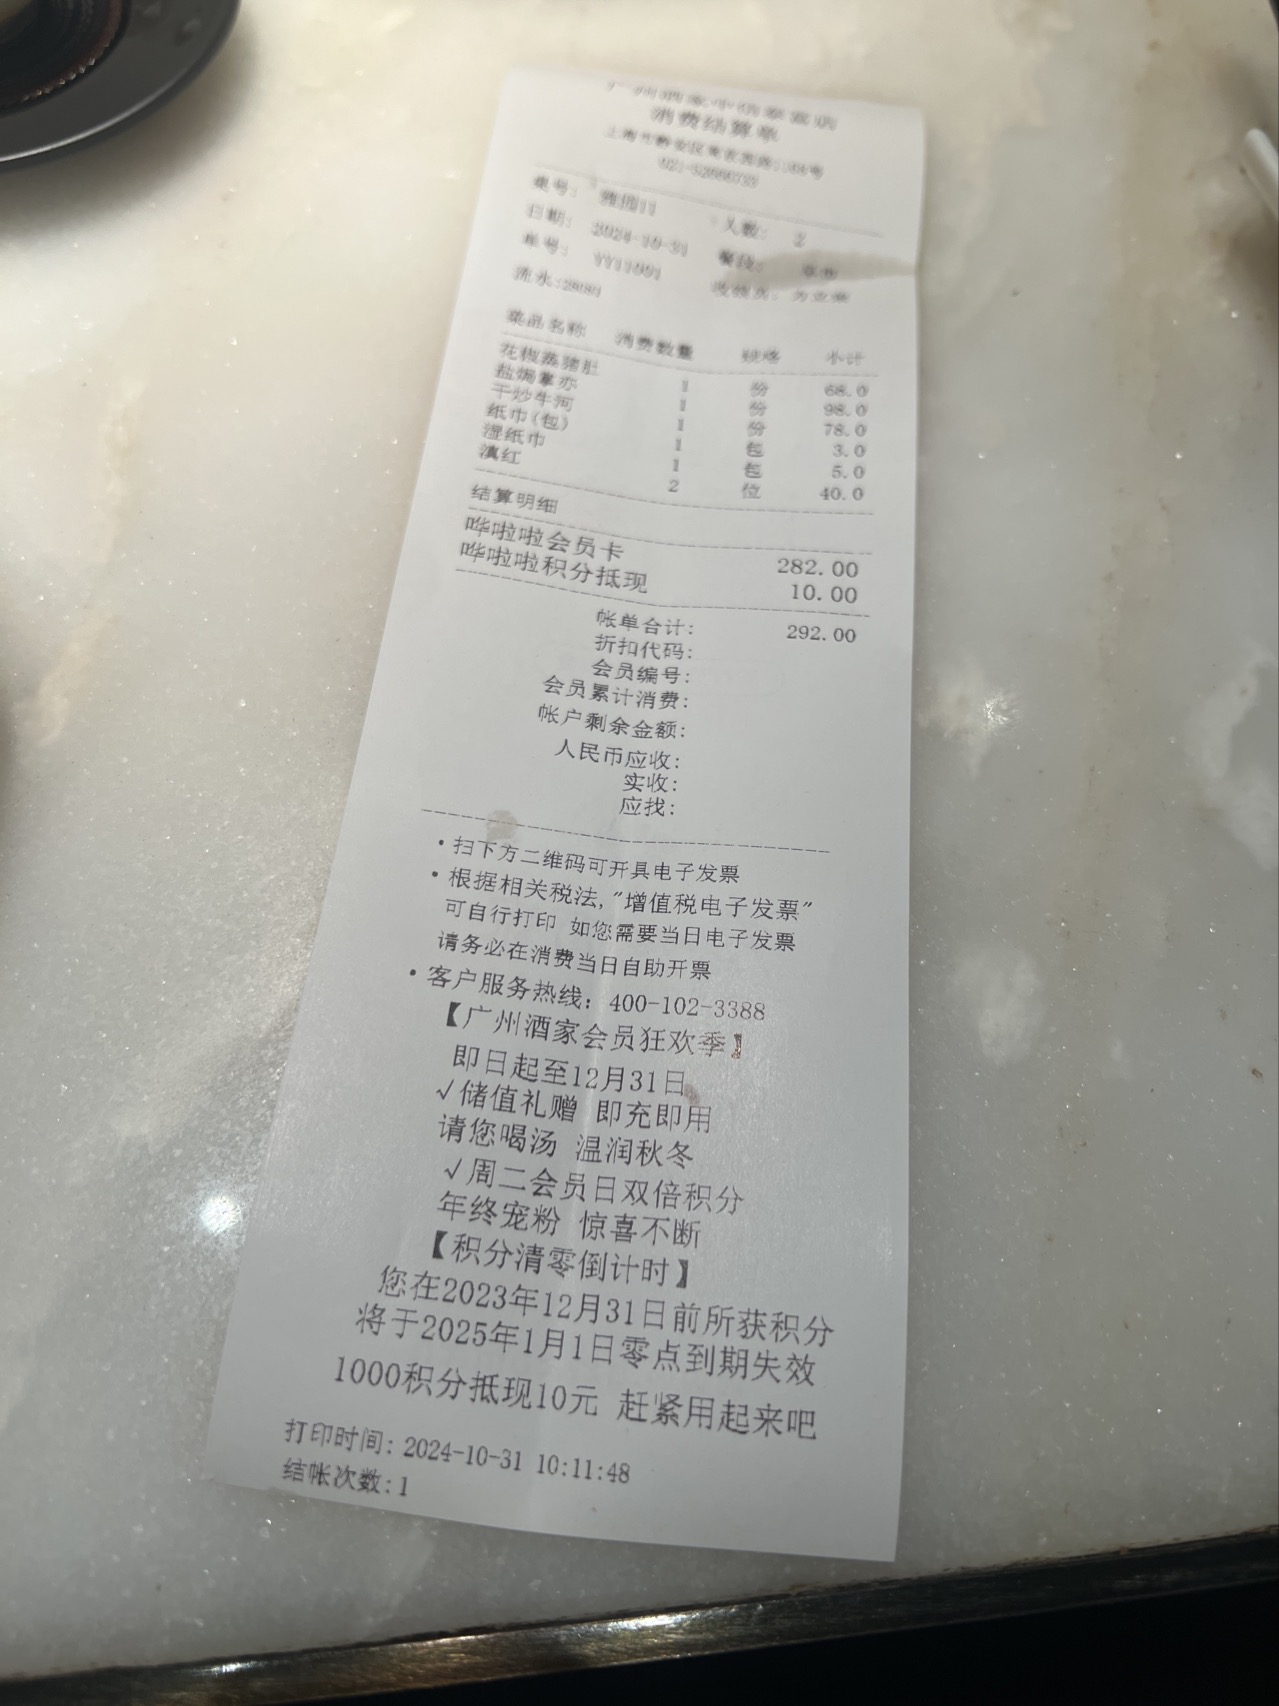 消费结算单
日期: 2024-10-31 餐段:
单号: YY11001
人数: 2
菜品名称 消费数量 规格 小计
花椒蒸猪肚 1 份 68.0
盐焗掌亦 1 份 98.0
干炒牛河 1 份 78.0
纸巾(包) 1 包 3.0
湿纸巾 1 包 5.0
滇红 2 位 40.0
结算明细
哗啦啦会员卡 282.00
哗啦啦积分抵现 10.00
帐单合计: 292.00
折扣代码:
会员编号:
会员累计消费:
帐户剩余金额:
人民币应收:
实收:
应找:
·扫下方二维码可开具电子发票
·根据相关税法,"增值税电子发票"
可自行打印 如您需要当日电子发票
请务必在消费当日自助开票
·客户服务热线: 400-102-3388
【广州酒家会员狂欢季】
即日起至12月31日
√储值礼赠 即充即用
请您喝汤 温润秋冬
√周二会员日双倍积分
年终宠粉 惊喜不断
【积分清零倒计时】
您在2023年12月31日前所获积分
将于2025年1月1日零点到期失效
1000积分抵现10元 赶紧用起来吧
打印时间: 2024-10-31 10:11:48
结帐次数:1